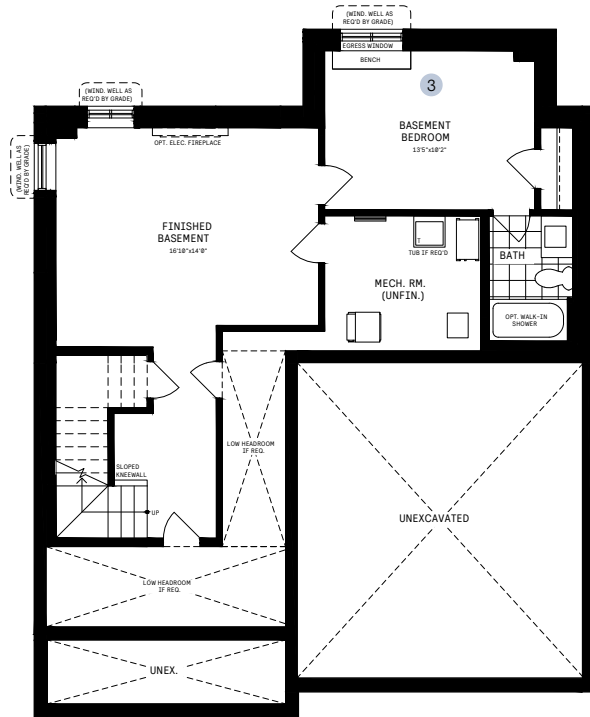 (WIND. WELL AS
REQ'D BY GRADE)
EGRESS WINDOW
BENCH
3
BASEMENT
BEDROOM
13'5"x10'2"
(WIND. WELL AS
REQ'D BY GRADE)
OPT. ELEC. FIREPLACE
(WIND. WELL AS
REQ'D BY GRADE)
FINISHED
BASEMENT
16'10"x14'0"
T
TUB IF REQ'D
BATH
MECH. RM.
(UNFIN.)
OPT. WALK-IN
SHOWER
LOW HEADROOM
IF REQ.
SLOPED
KNEEWALL
UP
UNEXCAVATED
LOW HEADROOM
IF REQ.
UNEX.